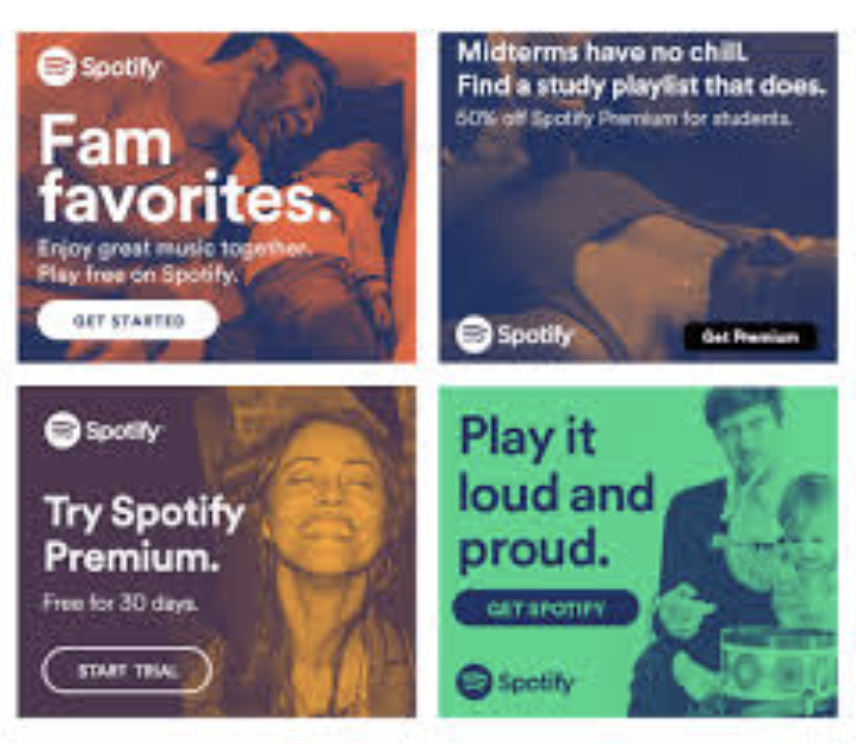 Spotify
Fam
favorites.
Enjoy great music together.
Play free on Spotify.
GET STARTED
Midterms have no chill.
Find a study playlist that does.
50% off Spotify Premium for students.
Spotify
Get Premium
Spotify
Try Spotify
Premium.
Free for 30 days.
START TRIAL
Play it
loud and
proud.
GET SPOTIFY
Spotify